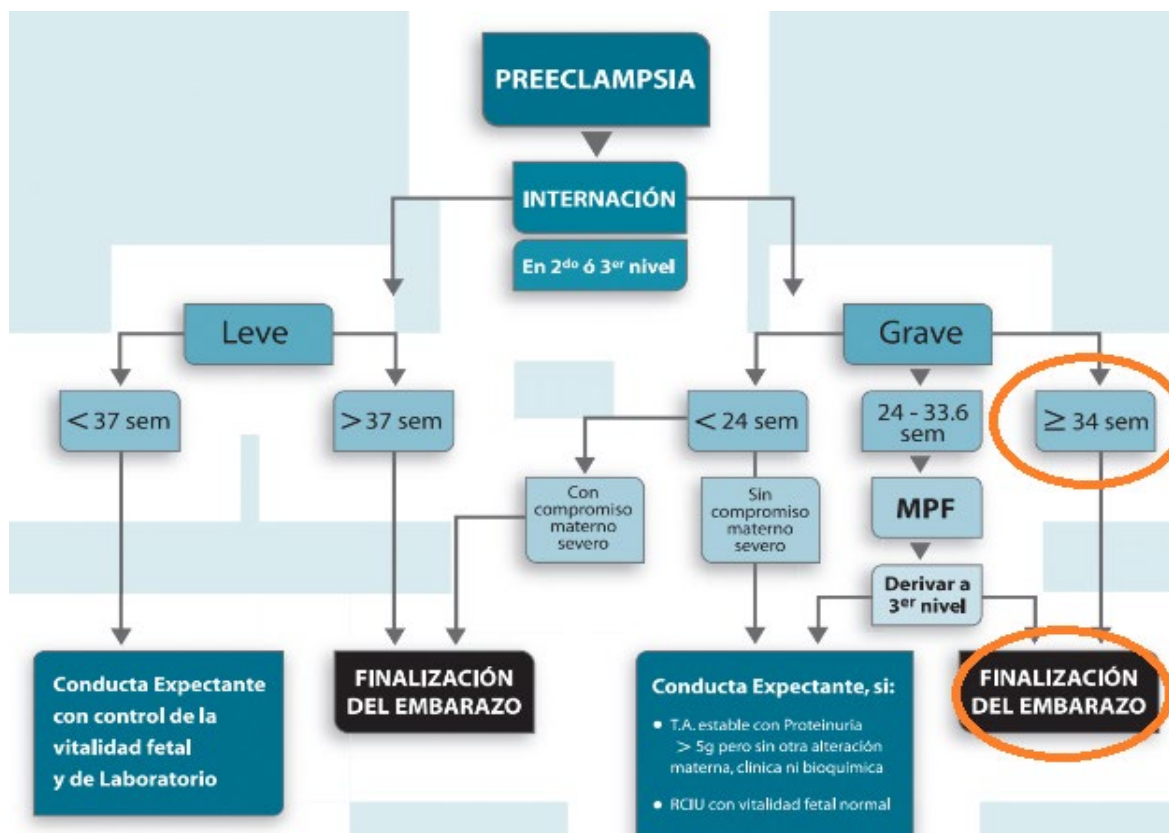 PREECLAMPSIA
INTERNACIÓN
En 2do ó 3er nivel
Leve
Grave
< 37 sem
> 37 sem
< 24 sem
24 - 33.6
sem
≥ 34 sem
Con
compromiso
materno
severo
Sin
compromiso
materno
severo
MPF
Derivar a
3er nivel
Conducta Expectante
con control de la
vitalidad fetal
y de Laboratorio
FINALIZACIÓN
DEL EMBARAZO
Conducta Expectante, si:
• T.A. estable con Proteinuria
> 5g pero sin otra alteración
materna, clínica ni bioquímica
• RCIU con vitalidad fetal normal
FINALIZACIÓN
DEL EMBARAZO